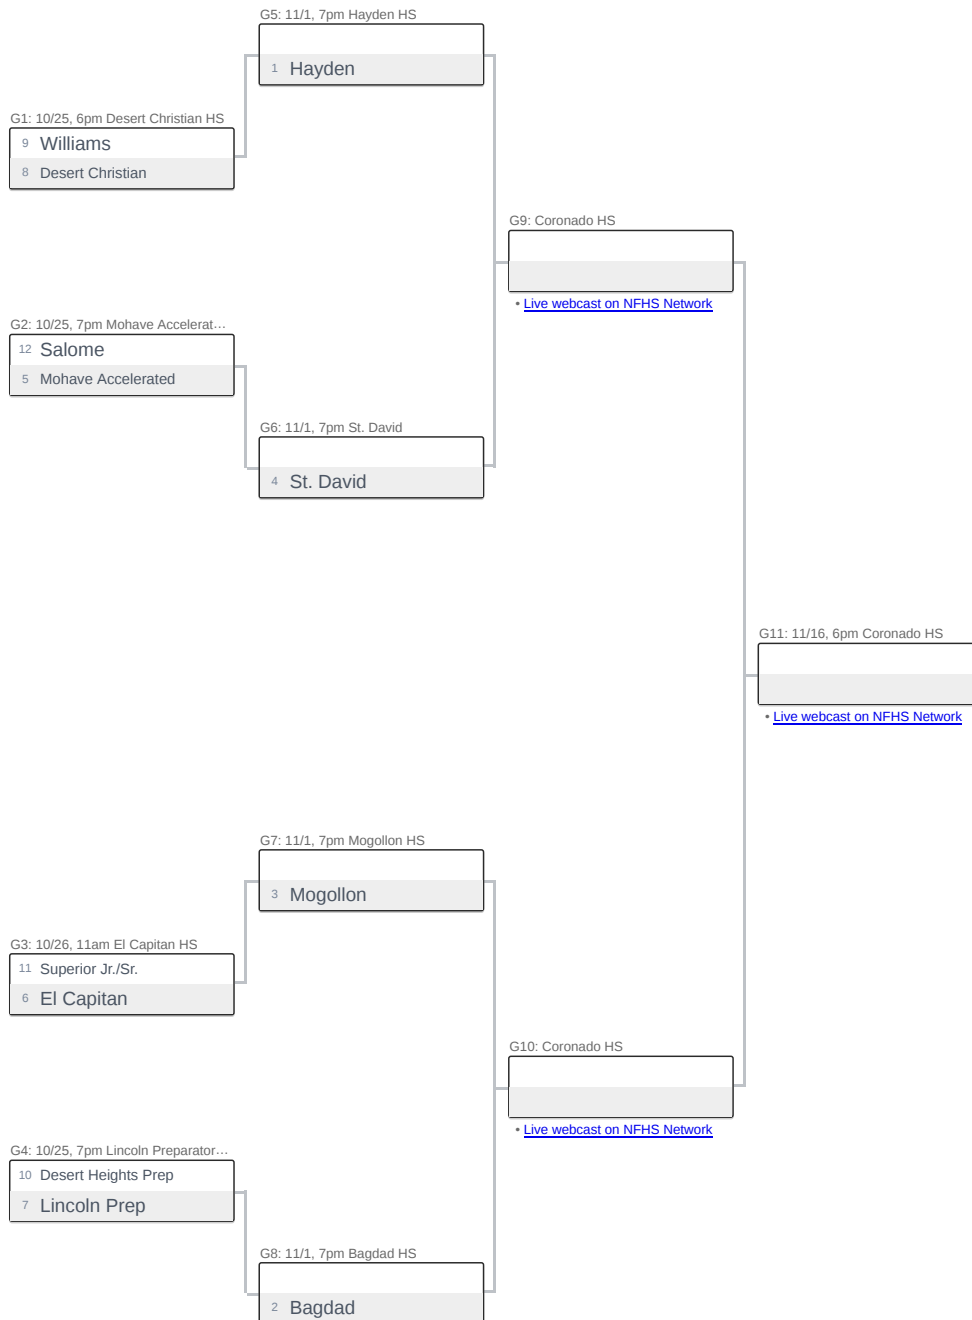 G5: 11/1, 7pm Hayden HS
1 Hayden
G1: 10/25, 6pm Desert Christian HS
9 Williams
8 Desert Christian
G9: Coronado HS
• Live webcast on NFHS Network
G2: 10/25, 7pm Mohave Accelerat…
12 Salome
5 Mohave Accelerated
G6: 11/1, 7pm St. David
4 St. David
G11: 11/16, 6pm Coronado HS
• Live webcast on NFHS Network
G7: 11/1, 7pm Mogollon HS
3 Mogollon
G3: 10/26, 11am El Capitan HS
11 Superior Jr./Sr.
6 El Capitan
G10: Coronado HS
• Live webcast on NFHS Network
G4: 10/25, 7pm Lincoln Preparator…
10 Desert Heights Prep
7 Lincoln Prep
G8: 11/1, 7pm Bagdad HS
2 Bagdad